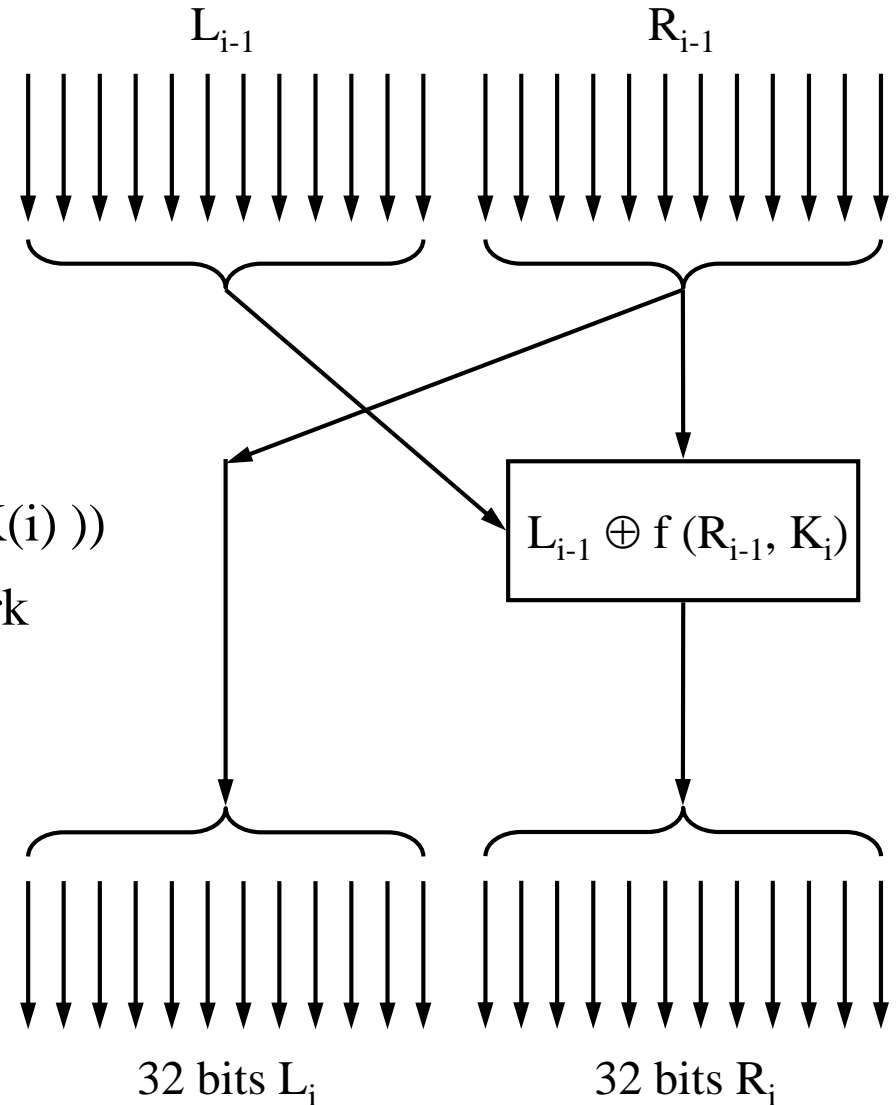 L_{i-1} R_{i-1}
(i) ))
L_{i-1} ⊕ f (R_{i-1}, K_i)
k
32 bits L_i 32 bits R_i